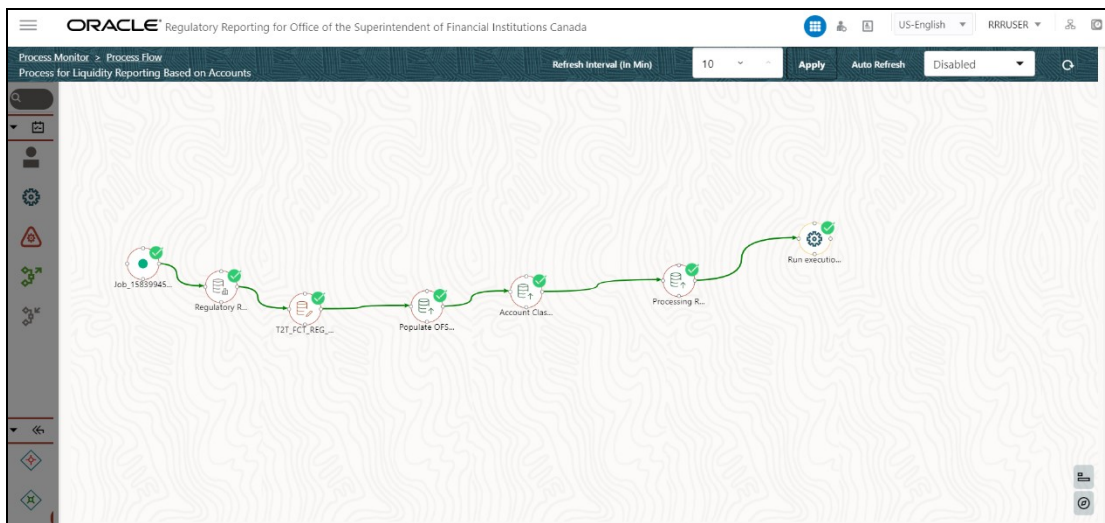 ORACLE® Regulatory Reporting for Office of the Superintendent of Financial Institutions Canada
US-English
RRRUSER
Process Monitor > Process Flow
Process for Liquidity Reporting Based on Accounts
Refresh Interval (In Min)
10
Apply
Auto Refresh
Disabled
Run executio...
Job_15839945...
Regulatory R...
T2T_FCT_REG_...
Populate OFS...
Account Clas...
Processing R...